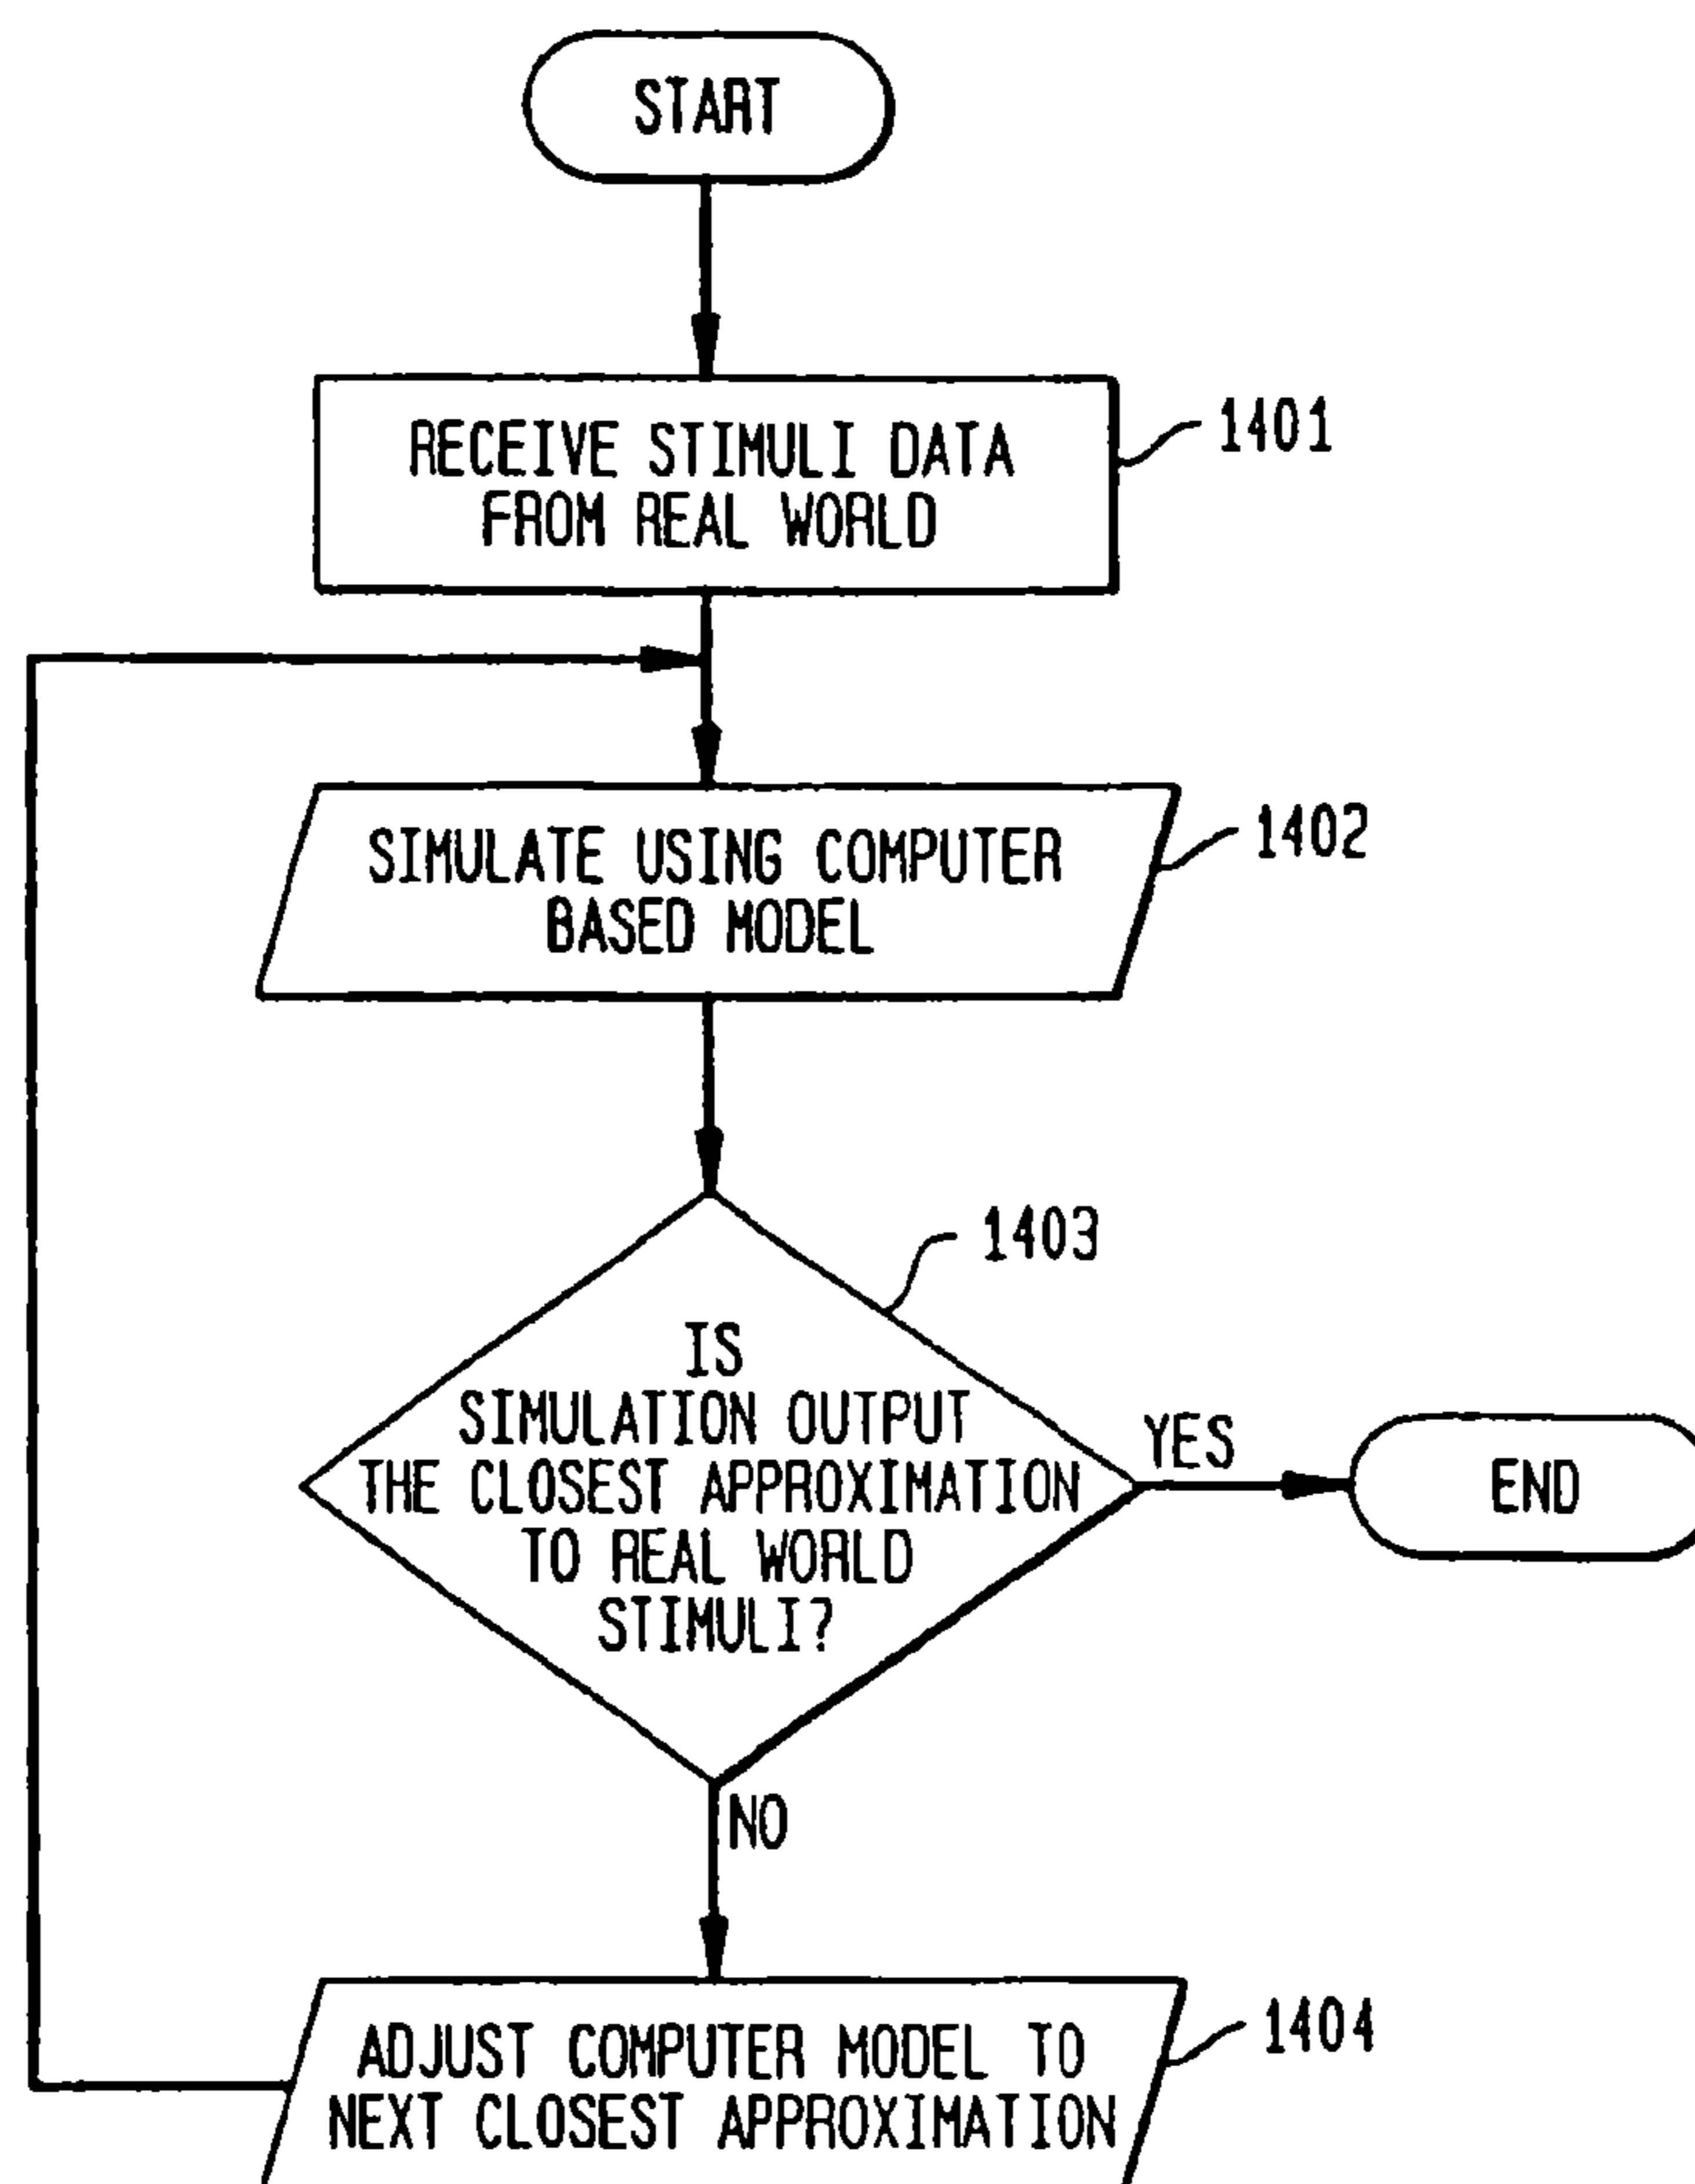 START
RECEIVE STIMULI DATA
FROM REAL WORLD
1401
SIMULATE USING COMPUTER
BASED MODEL
1402
1403
IS
SIMULATION OUTPUT
THE CLOSEST APPROXIMATION
TO REAL WORLD
STIMULI?
YES
END
NO
ADJUST COMPUTER MODEL TO
NEXT CLOSEST APPROXIMATION
1404